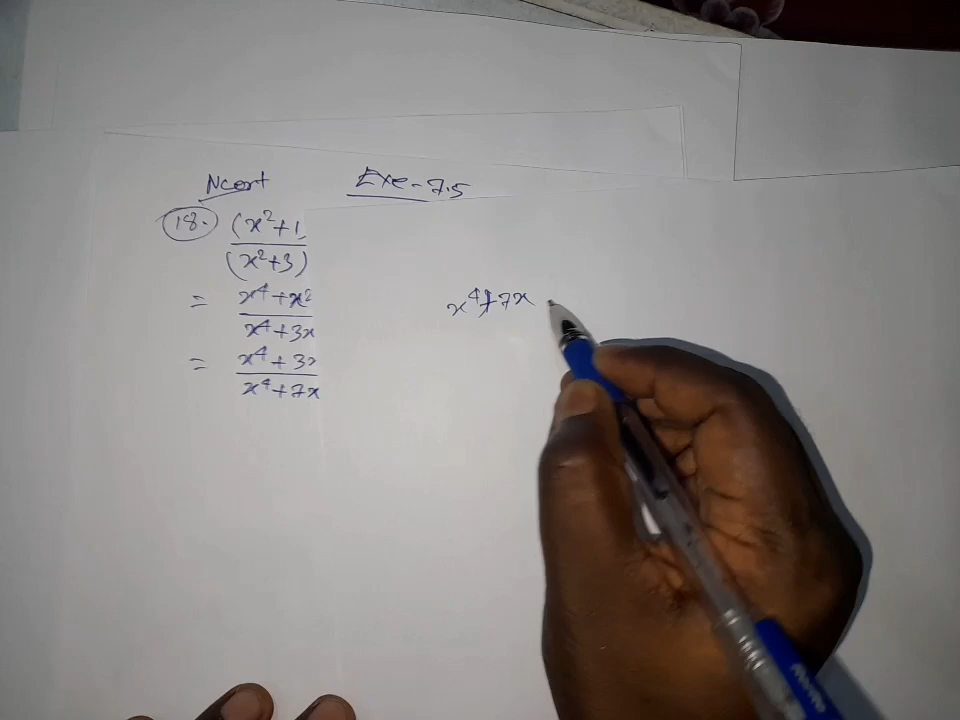 Ncert Exe-7.5
18. (x²+1
(x²+3)
= x⁴+x²
x⁴+3x
= x⁴+3x
x⁴+7x
x⁴+7x